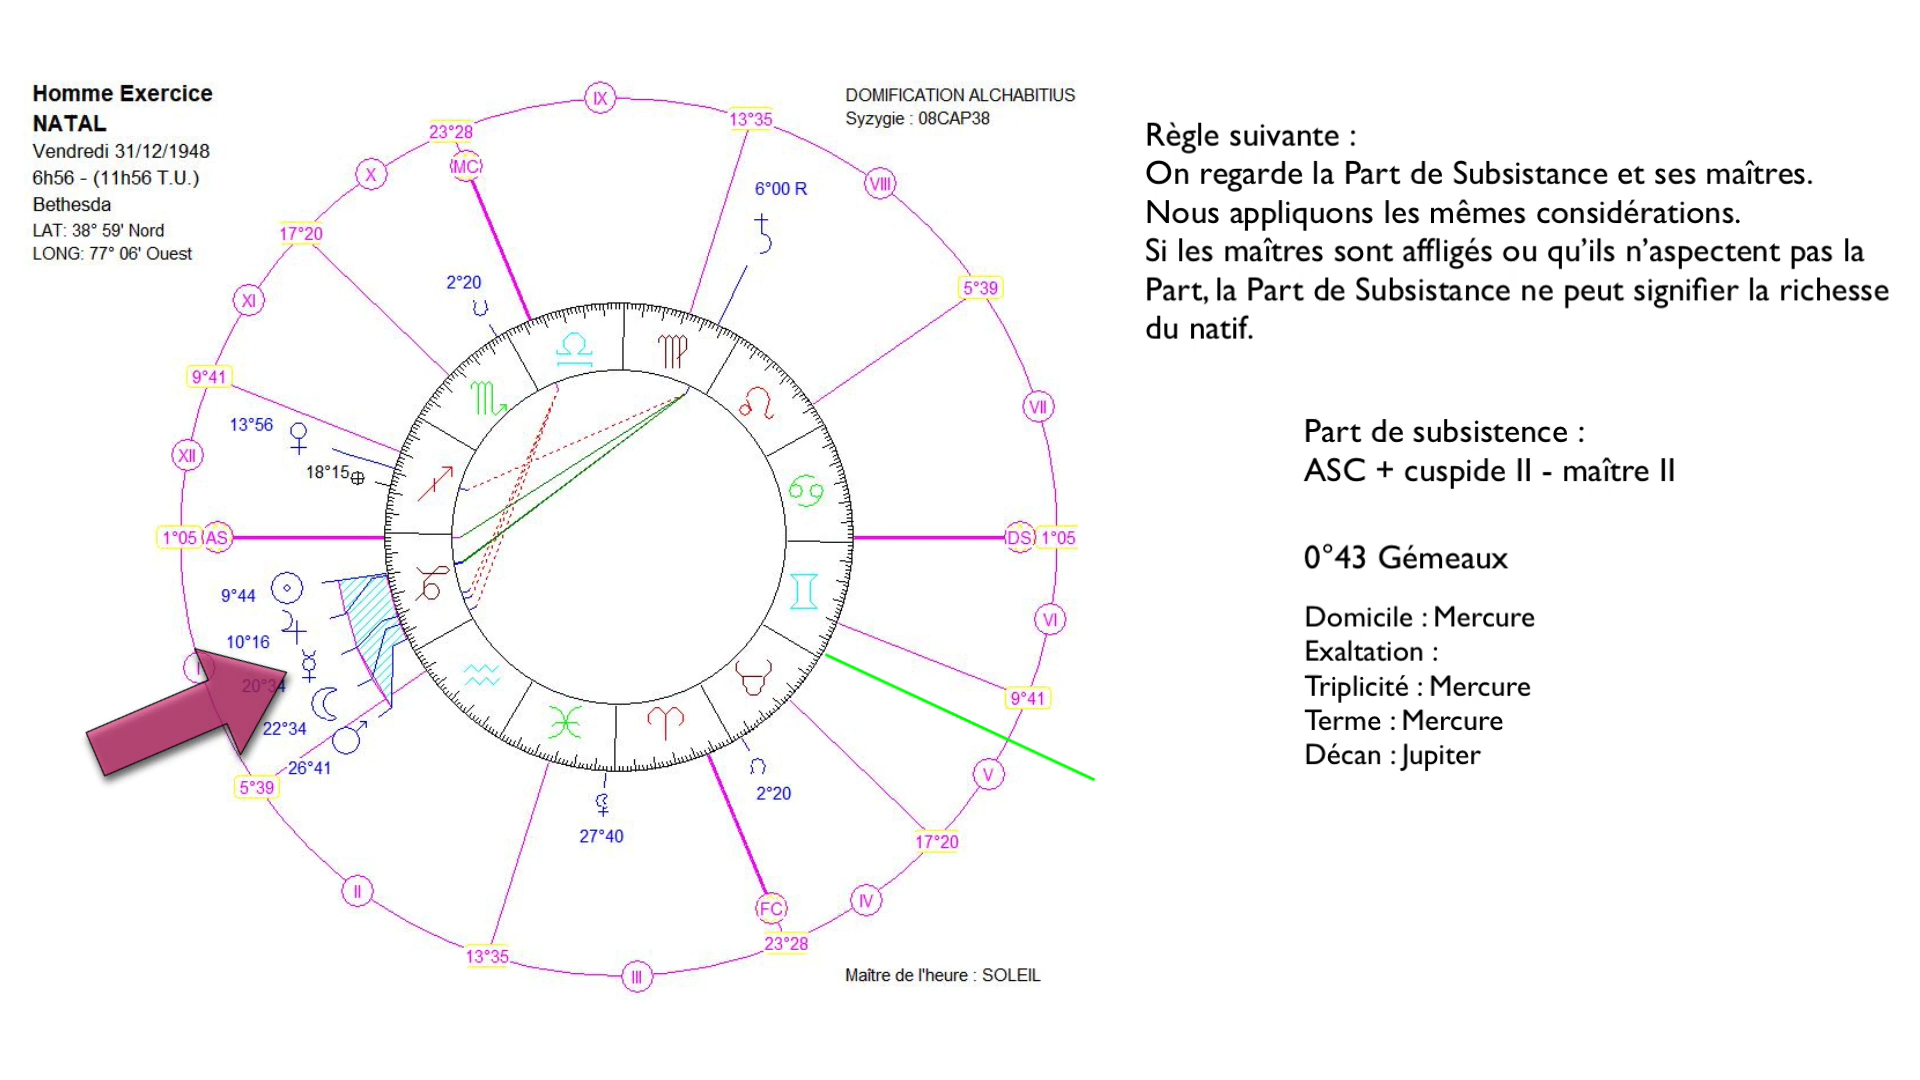 Homme Exercice
NATAL
Vendredi 31/12/1948
6h56 - (11h56 T.U.)
Bethesda
LAT: 38° 59' Nord
LONG: 77° 06' Ouest
DOMIFICATION ALCHABITIUS
Syzygie : 08CAP38
IX
23°28
13°35
MC
X
VIII
6°00 R
17°20
2°20
5°39
XI
9°41
VII
13°56
XII
18°15
1°05
AS
DS
1°05
9°44
VI
10°16
20°34
9°41
22°34
26°41
V
5°39
2°20
27°40
17°20
II
IV
FC
23°28
13°35
III
Maître de l'heure : SOLEIL
Règle suivante :
On regarde la Part de Subsistance et ses maîtres.
Nous appliquons les mêmes considérations.
Si les maîtres sont affligés ou qu’ils n’aspectent pas la
Part, la Part de Subsistance ne peut signifier la richesse
du natif.
Part de subsistence :
ASC + cuspide II - maître II
0°43 Gémeaux
Domicile : Mercure
Exaltation :
Triplicité : Mercure
Terme : Mercure
Décan : Jupiter